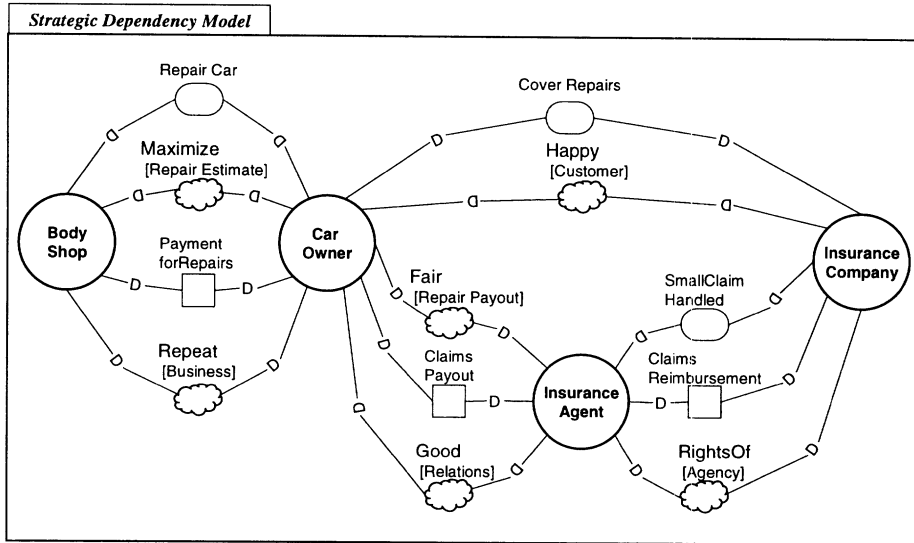 Strategic Dependency Model
Repair Car
D
D
Cover Repairs
D
D
Maximize
[Repair Estimate]
D
D
Happy
[Customer]
D
D
Body
Shop
Car
Owner
Insurance
Company
Payment
forRepairs
D
D
Fair
[Repair Payout]
D
D
SmallClaim
Handled
D
D
Repeat
[Business]
D
D
Claims
Payout
D
D
Insurance
Agent
Claims
Reimbursement
D
D
Good
[Relations]
D
D
RightsOf
[Agency]
D
D